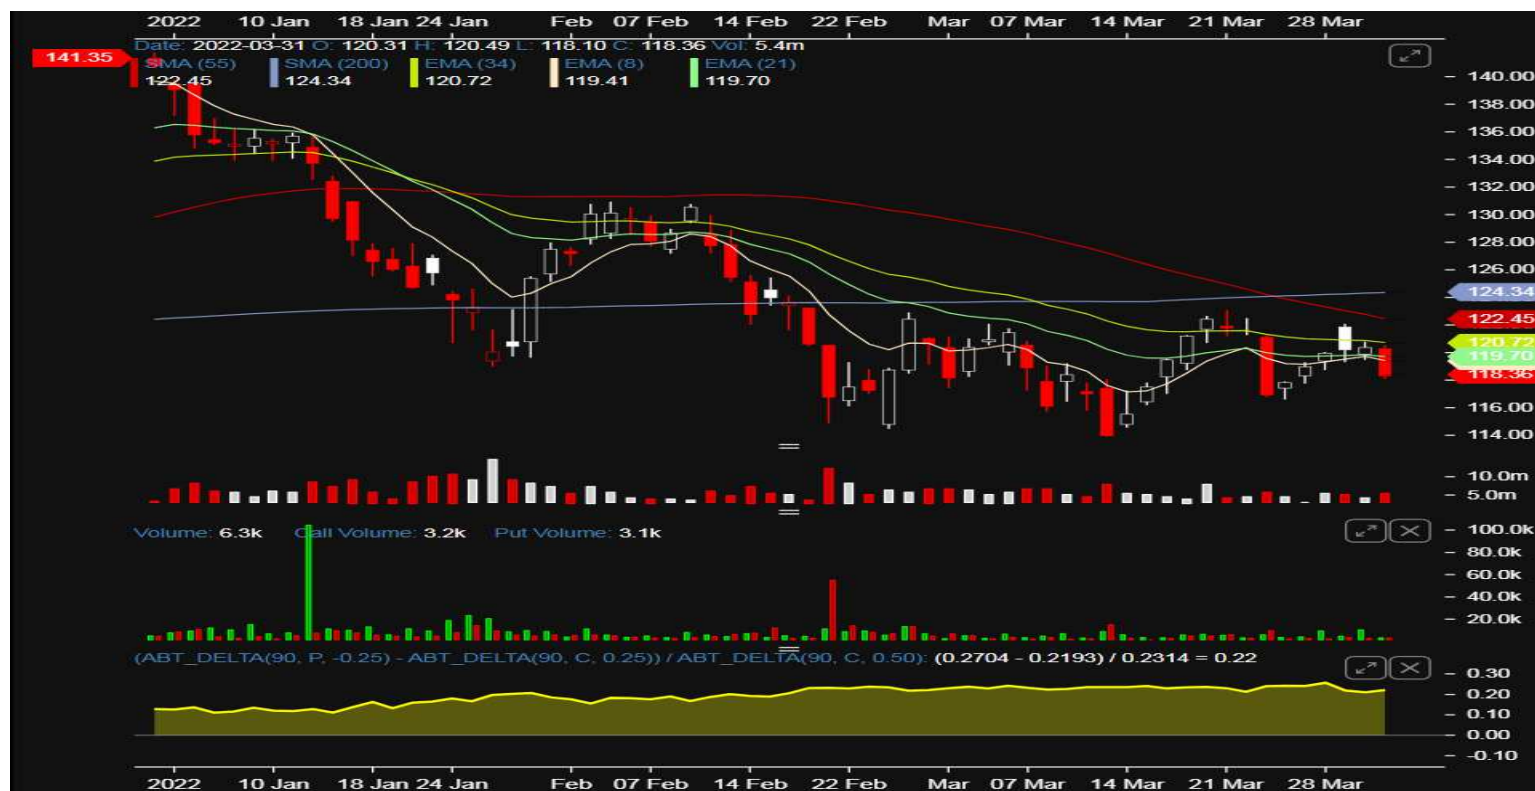 2022 10 Jan 18 Jan 24 Jan Feb 07 Feb 14 Feb 22 Feb Mar 07 Mar 14 Mar 21 Mar 28 Mar
Date: 2022-03-31 O: 120.31 H: 120.49 L: 118.10 C: 118.36 Vol: 5.4m
141.35
SMA (55) SMA (200) EMA (34) EMA (8) EMA (21)
122.45 124.34 120.72 119.41 119.70
140.00
138.00
136.00
134.00
132.00
130.00
128.00
126.00
124.34
122.45
120.72
119.70
118.36
116.00
114.00
10.0m
5.0m
Volume: 6.3k Call Volume: 3.2k Put Volume: 3.1k
100.0k
80.0k
60.0k
40.0k
20.0k
(ABT_DELTA(90, P, -0.25) - ABT_DELTA(90, C, 0.25)) / ABT_DELTA(90, C, 0.50): (0.2704 - 0.2193) / 0.2314 = 0.22
0.30
0.20
0.10
0.00
-0.10
2022 10 Jan 18 Jan 24 Jan Feb 07 Feb 14 Feb 22 Feb Mar 07 Mar 14 Mar 21 Mar 28 Mar